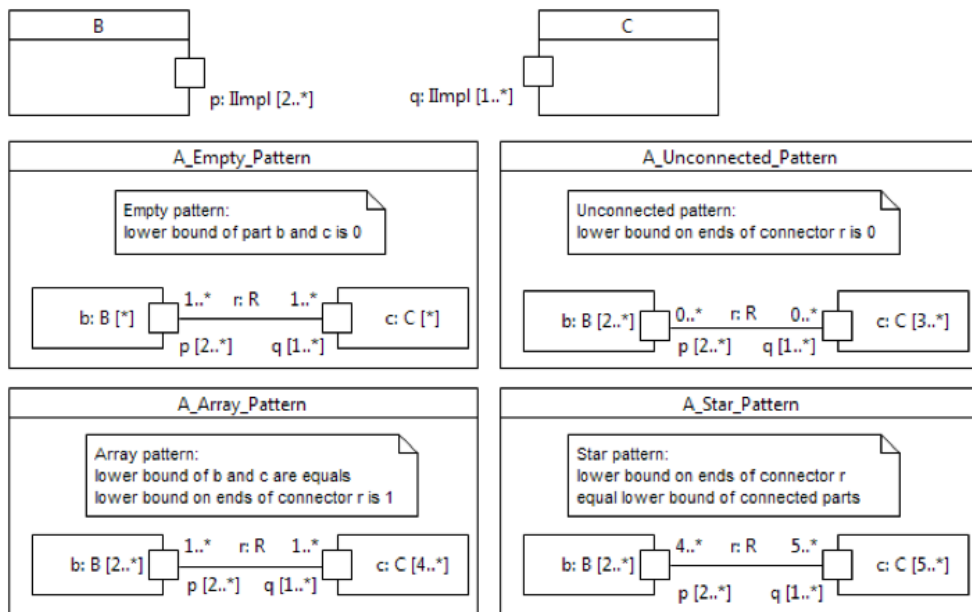 B
C
p: IImpl [2..*]
q: IImpl [1..*]
A_Empty_Pattern
Empty pattern:
lower bound of part b and c is 0
b: B [*]
1..* r: R 1..*
c: C [*]
p [2..*] q [1..*]
A_Unconnected_Pattern
Unconnected pattern:
lower bound on ends of connector r is 0
b: B [2..*]
0..* r: R 0..*
c: C [3..*]
p [2..*] q [1..*]
A_Array_Pattern
Array pattern:
lower bound of b and c are equals
lower bound on ends of connector r is 1
b: B [2..*]
1..* r: R 1..*
c: C [4..*]
p [2..*] q [1..*]
A_Star_Pattern
Star pattern:
lower bound on ends of connector r
equal lower bound of connected parts
b: B [2..*]
4..* r: R 5..*
c: C [5..*]
p [2..*] q [1..*]